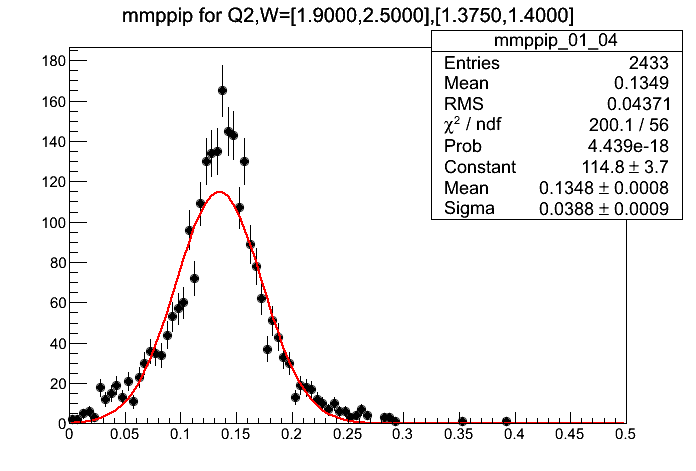 mmppip for Q2,W=[1.9000,2.5000],[1.3750,1.4000]
mmppip_01_04
Entries 2433
Mean 0.1349
RMS 0.04371
χ² / ndf 200.1 / 56
Prob 4.439e-18
Constant 114.8 ± 3.7
Mean 0.1348 ± 0.0008
Sigma 0.0388 ± 0.0009
180
160
140
120
100
80
60
40
20
0
0 0.05 0.1 0.15 0.2 0.25 0.3 0.35 0.4 0.45 0.5